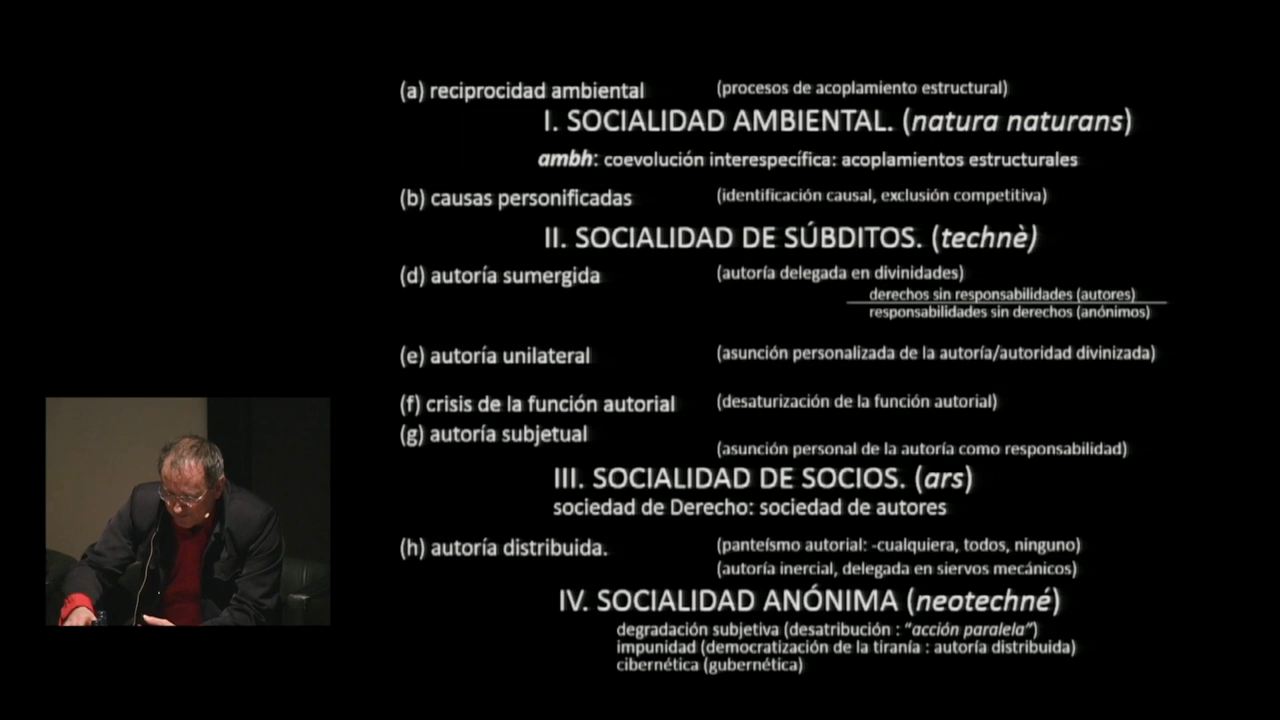 (a) reciprocidad ambiental (procesos de acoplamiento estructural)
I. SOCIALIDAD AMBIENTAL. (natura naturans)
ambh: coevolución interespecífica: acoplamientos estructurales
(b) causas personificadas (identificación causal, exclusión competitiva)
II. SOCIALIDAD DE SÚBDITOS. (technè)
(d) autoría sumergida (autoría delegada en divinidades)
derechos sin responsabilidades (autores)
responsabilidades sin derechos (anónimos)
(e) autoría unilateral (asunción personalizada de la autoría/autoridad divinizada)
(f) crisis de la función autorial (desaturización de la función autorial)
(g) autoría subjetual
(asunción personal de la autoría como responsabilidad)
III. SOCIALIDAD DE SOCIOS. (ars)
sociedad de Derecho: sociedad de autores
(h) autoría distribuida. (panteísmo autorial: -cualquiera, todos, ninguno)
(autoría inercial, delegada en siervos mecánicos)
IV. SOCIALIDAD ANÓNIMA (neotechné)
degradación subjetiva (desatribución : “acción paralela”)
impunidad (democratización de la tiranía : autoría distribuida)
cibernética (gubernética)